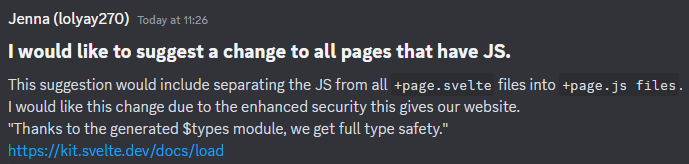 Jenna (lolyay270) Today at 11:26
I would like to suggest a change to all pages that have JS.
This suggestion would include separating the JS from all +page.svelte files into +page.js files.
I would like this change due to the enhanced security this gives our website.
"Thanks to the generated $types module, we get full type safety."
https://kit.svelte.dev/docs/load